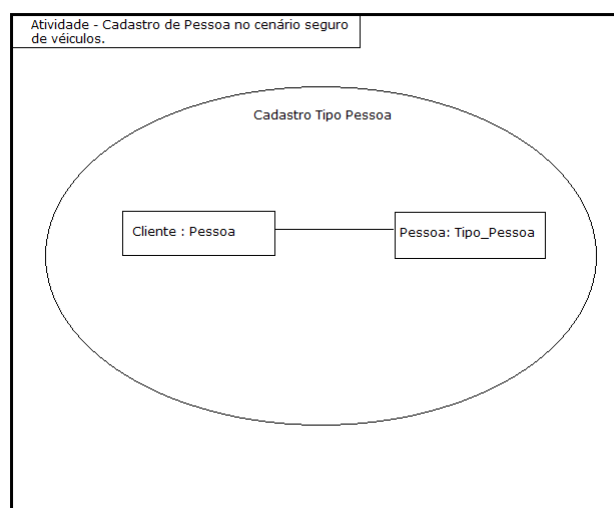 Atividade - Cadastro de Pessoa no cenário seguro
de véiculos.
Cadastro Tipo Pessoa
Cliente : Pessoa
Pessoa: Tipo_Pessoa